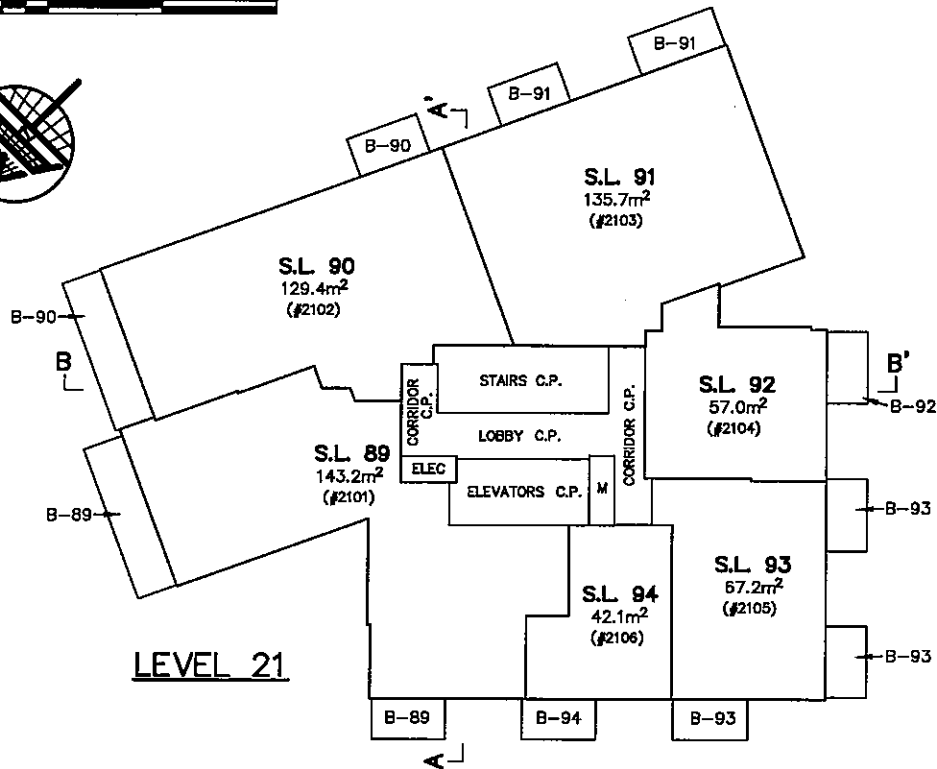 B-91
B-91
A'
B-90
S.L. 91
135.7m²
(#2103)
S.L. 90
129.4m²
(#2102)
B-90
B
CORRIDOR C.P.
STAIRS C.P.
S.L. 92
57.0m²
(#2104)
B'
B-92
LOBBY C.P.
CORRIDOR C.P.
S.L. 89
143.2m²
(#2101)
ELEC
ELEVATORS C.P.
M
B-89
B-93
S.L. 93
67.2m²
(#2105)
S.L. 94
42.1m²
(#2106)
B-93
LEVEL 21
B-89
B-94
B-93
A